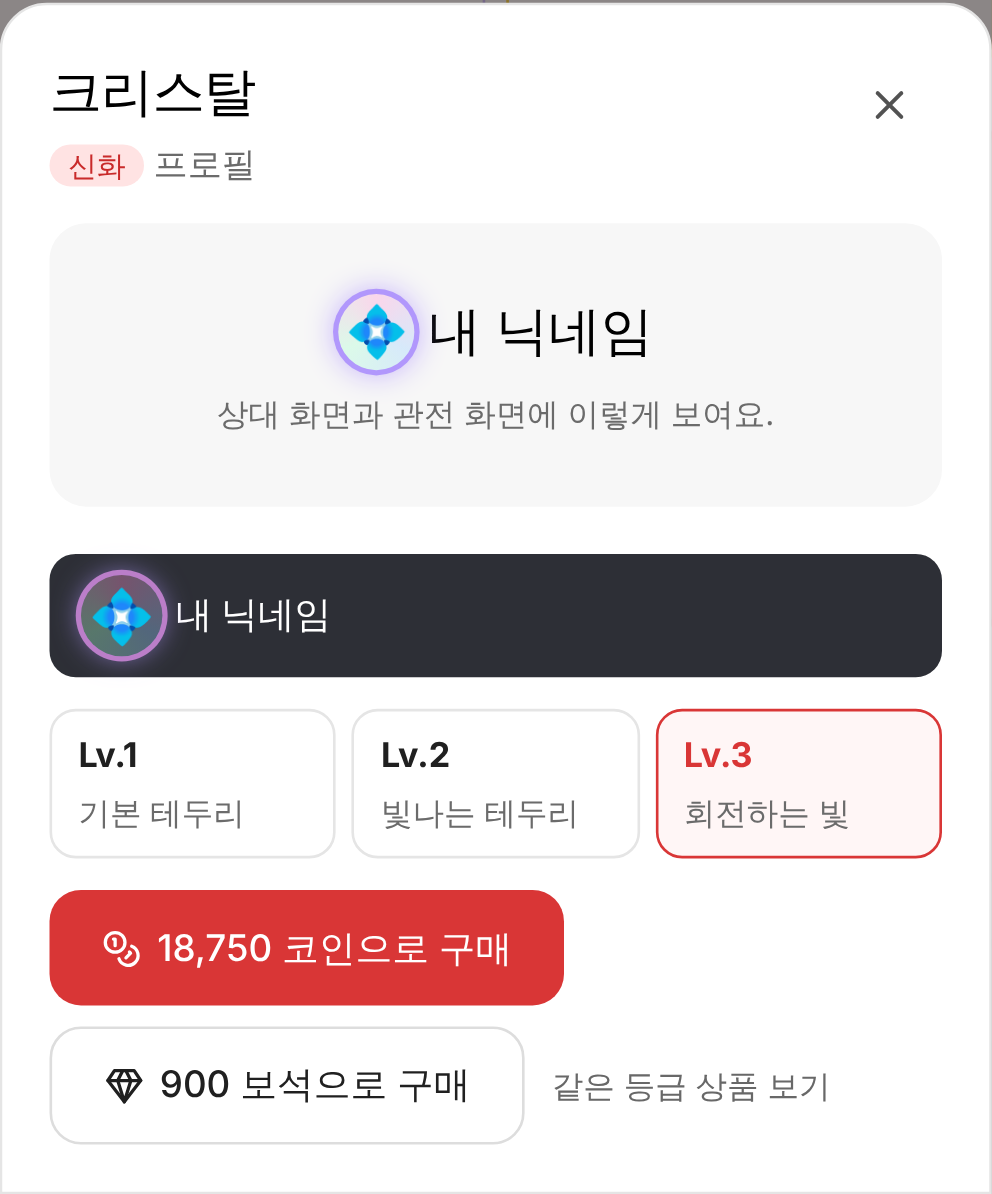 크리스탈
신화 프로필
내 닉네임
상대 화면과 관전 화면에 이렇게 보여요.
내 닉네임
Lv.1
기본 테두리
Lv.2
빛나는 테두리
Lv.3
회전하는 빛
18,750 코인으로 구매
900 보석으로 구매
같은 등급 상품 보기